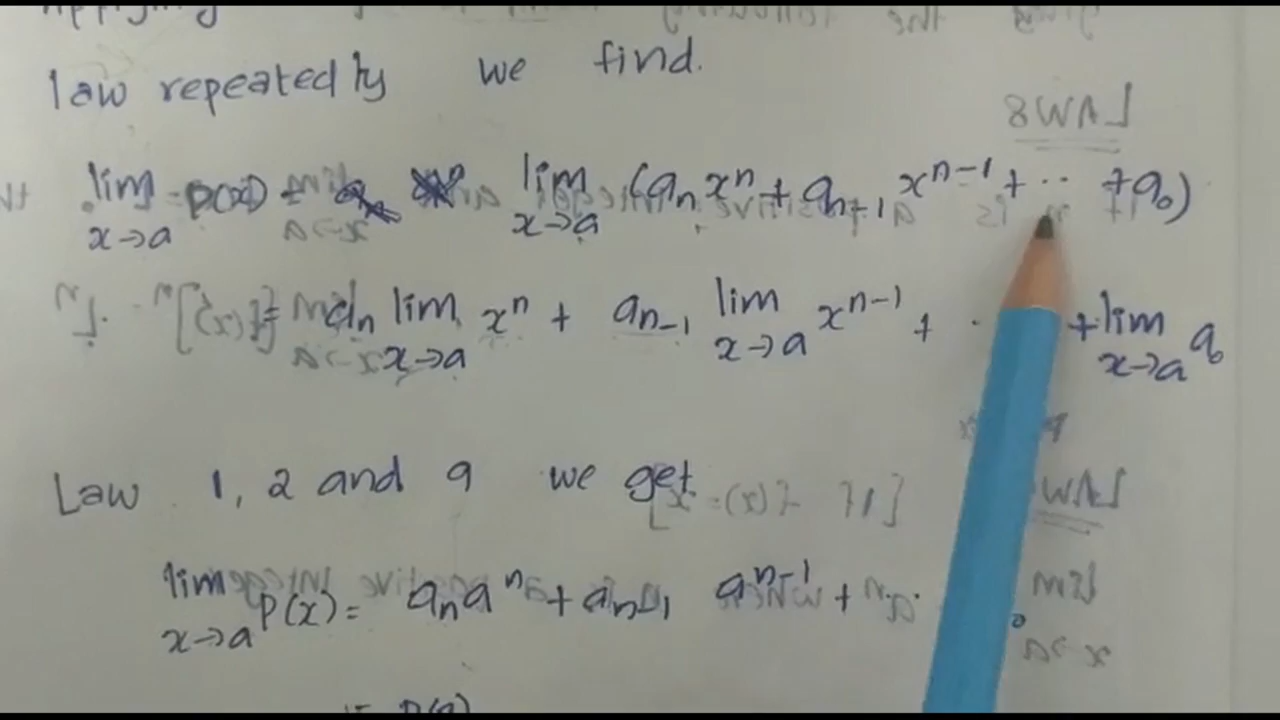 law repeatedly we find.
lim x→a P(x) = lim x→a (aₙxⁿ + aₙ₊₁xⁿ⁻¹ + ·· + a₀)
= aₙ lim x→a xⁿ + aₙ₋₁ lim x→a xⁿ⁻¹ + · + lim x→a a₀
Law 1, 2 and 9 we get
lim x→a P(x) = aₙaⁿ + aₙ₋₁ aⁿ⁻¹ + ··